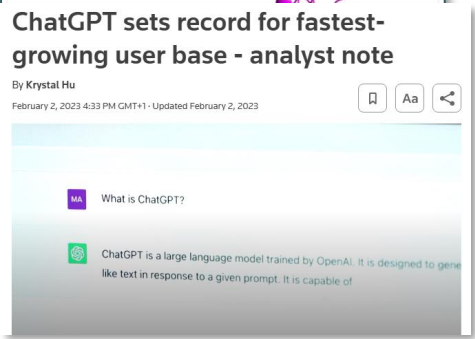 ChatGPT sets record for fastest-
growing user base - analyst note
By Krystal Hu
February 2, 2023 4:33 PM GMT+1 · Updated February 2, 2023
Aa
MA
What is ChatGPT?
ChatGPT is a large language model trained by OpenAI. It is designed to gene
like text in response to a given prompt. It is capable of